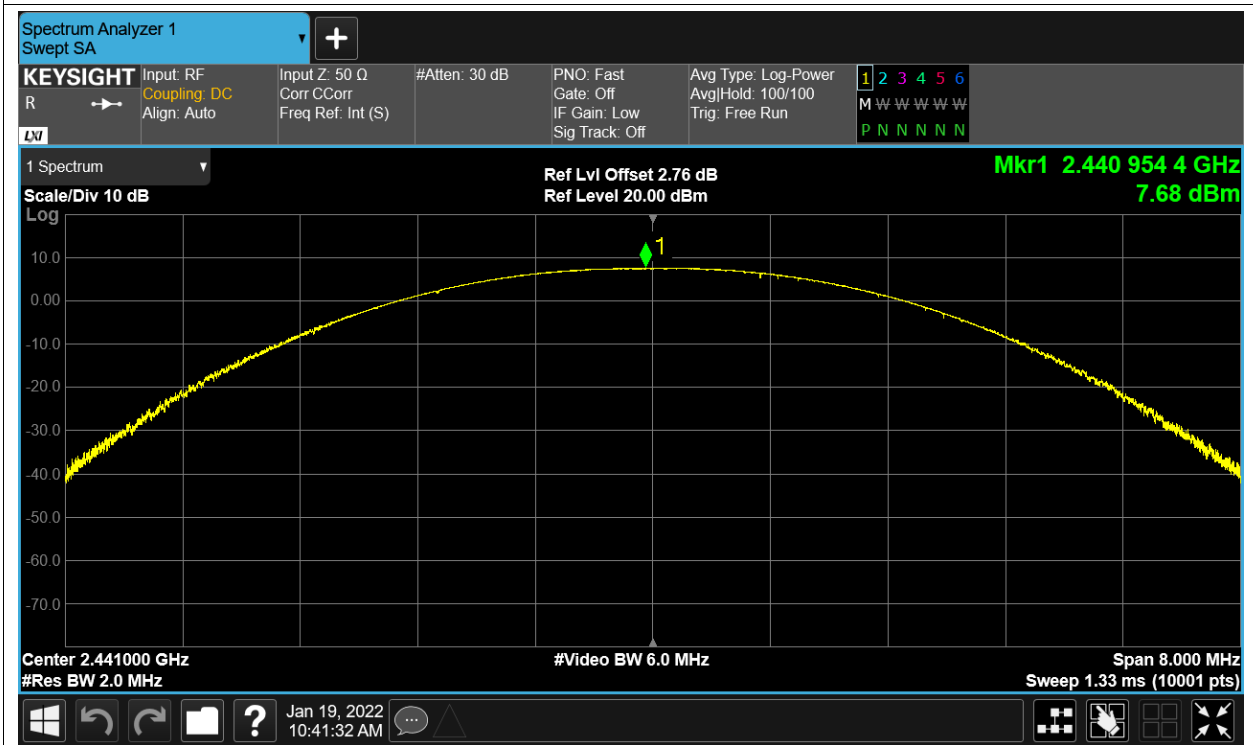 Spectrum Analyzer 1
Swept SA
KEYSIGHT
R
LXI
Input: RF
Coupling: DC
Align: Auto
Input Z: 50 Ω
Corr CCorr
Freq Ref: Int (S)
#Atten: 30 dB
PNO: Fast
Gate: Off
IF Gain: Low
Sig Track: Off
Avg Type: Log-Power
Avg|Hold: 100/100
Trig: Free Run
1 2 3 4 5 6
M W W W W W
P N N N N N
1 Spectrum
Scale/Div 10 dB
Log
Ref Lvl Offset 2.76 dB
Ref Level 20.00 dBm
Mkr1 2.440 954 4 GHz
7.68 dBm
1
10.0
0.00
-10.0
-20.0
-30.0
-40.0
-50.0
-60.0
-70.0
Center 2.441000 GHz
#Res BW 2.0 MHz
#Video BW 6.0 MHz
Span 8.000 MHz
Sweep 1.33 ms (10001 pts)
?
Jan 19, 2022
10:41:32 AM